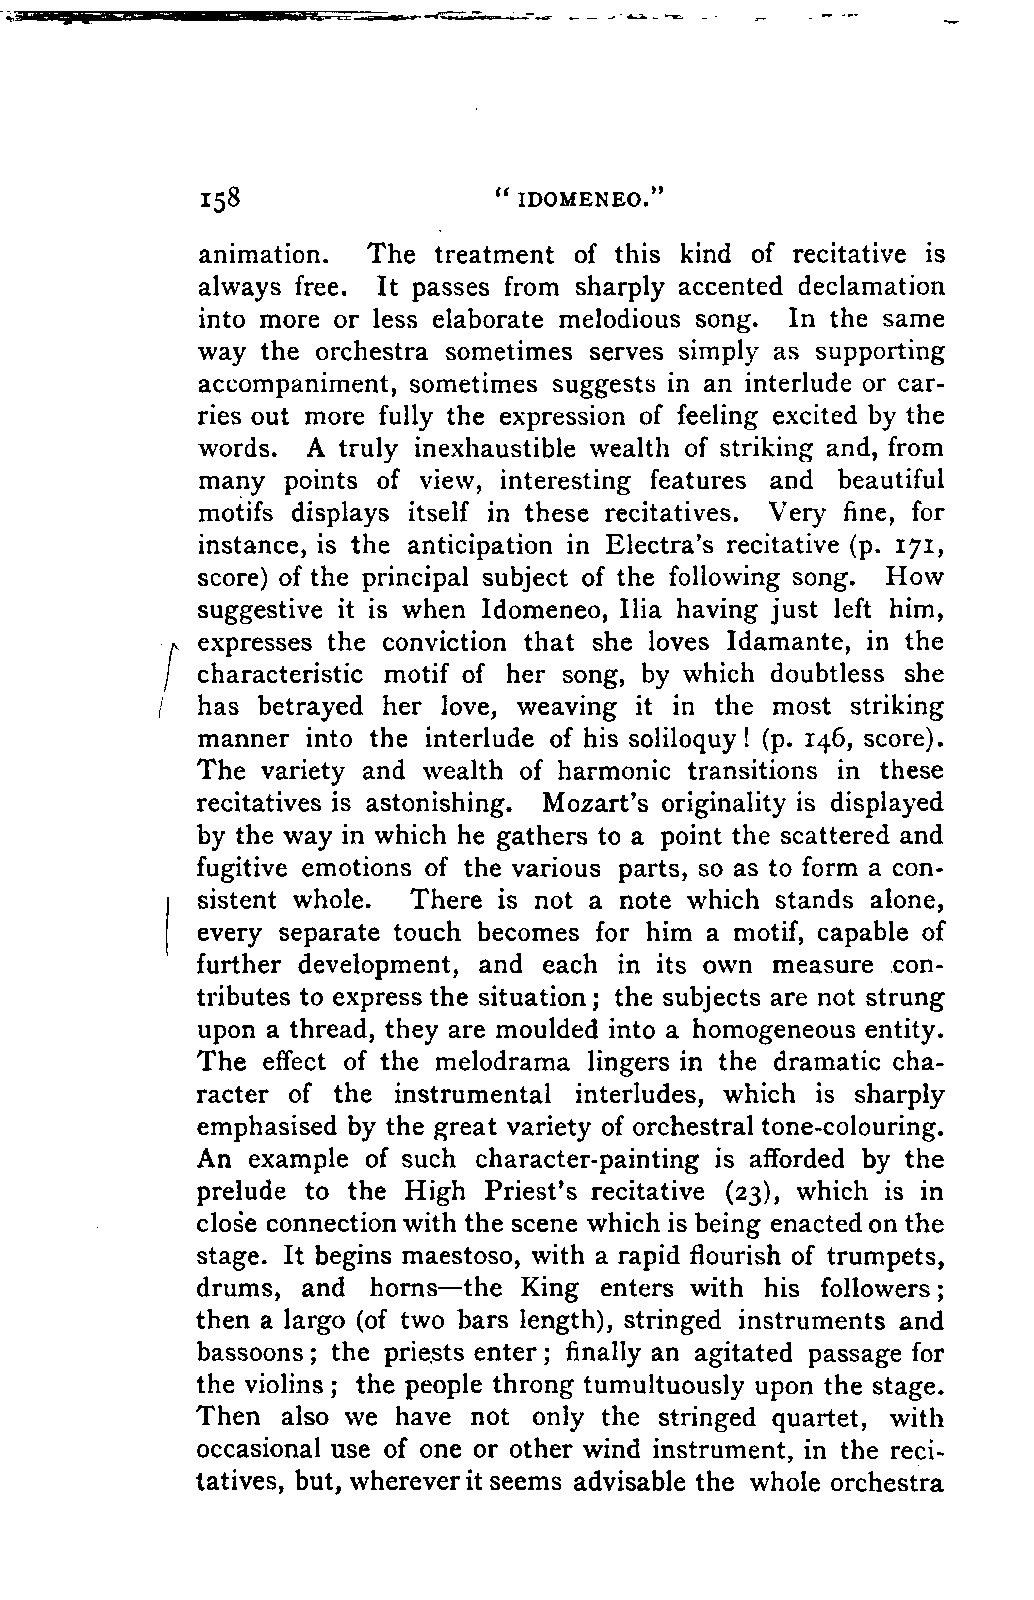 158 " IDOMENEO."
animation. The treatment of this kind of recitative is
always free. It passes from sharply accented declamation
into more or less elaborate melodious song. In the same
way the orchestra sometimes serves simply as supporting
accompaniment, sometimes suggests in an interlude or car-
ries out more fully the expression of feeling excited by the
words. A truly inexhaustible wealth of striking and, from
many points of view, interesting features and beautiful
motifs displays itself in these recitatives. Very fine, for
instance, is the anticipation in Electra's recitative (p. 171,
score) of the principal subject of the following song. How
suggestive it is when Idomeneo, Ilia having just left him,
expresses the conviction that she loves Idamante, in the
characteristic motif of her song, by which doubtless she
has betrayed her love, weaving it in the most striking
manner into the interlude of his soliloquy! (p. 146, score).
The variety and wealth of harmonic transitions in these
recitatives is astonishing. Mozart's originality is displayed
by the way in which he gathers to a point the scattered and
fugitive emotions of the various parts, so as to form a con-
sistent whole. There is not a note which stands alone,
every separate touch becomes for him a motif, capable of
further development, and each in its own measure con-
tributes to express the situation; the subjects are not strung
upon a thread, they are moulded into a homogeneous entity.
The effect of the melodrama lingers in the dramatic cha-
racter of the instrumental interludes, which is sharply
emphasised by the great variety of orchestral tone-colouring.
An example of such character-painting is afforded by the
prelude to the High Priest's recitative (23), which is in
close connection with the scene which is being enacted on the
stage. It begins maestoso, with a rapid flourish of trumpets,
drums, and horns—the King enters with his followers;
then a largo (of two bars length), stringed instruments and
bassoons; the priests enter; finally an agitated passage for
the violins; the people throng tumultuously upon the stage.
Then also we have not only the stringed quartet, with
occasional use of one or other wind instrument, in the reci-
tatives, but, wherever it seems advisable the whole orchestra